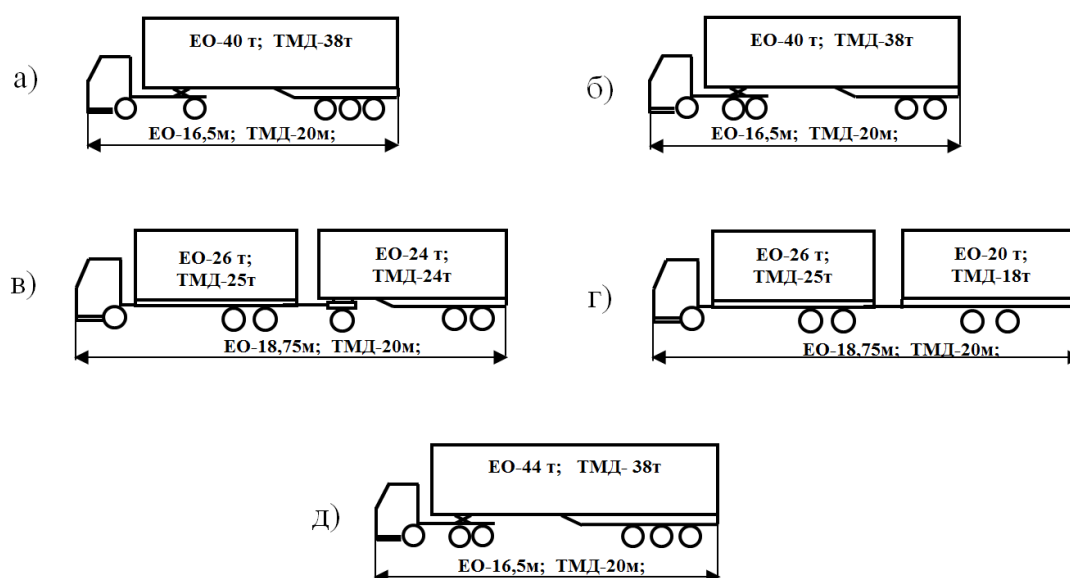 а)
ЕО-40 т; ТМД-38т
ЕО-16,5м; ТМД-20м;
б)
ЕО-40 т; ТМД-38т
ЕО-16,5м; ТМД-20м;
в)
ЕО-26 т;
ТМД-25т
ЕО-24 т;
ТМД-24т
ЕО-18,75м; ТМД-20м;
г)
ЕО-26 т;
ТМД-25т
ЕО-20 т;
ТМД-18т
ЕО-18,75м; ТМД-20м;
д)
ЕО-44 т; ТМД- 38т
ЕО-16,5м; ТМД-20м;